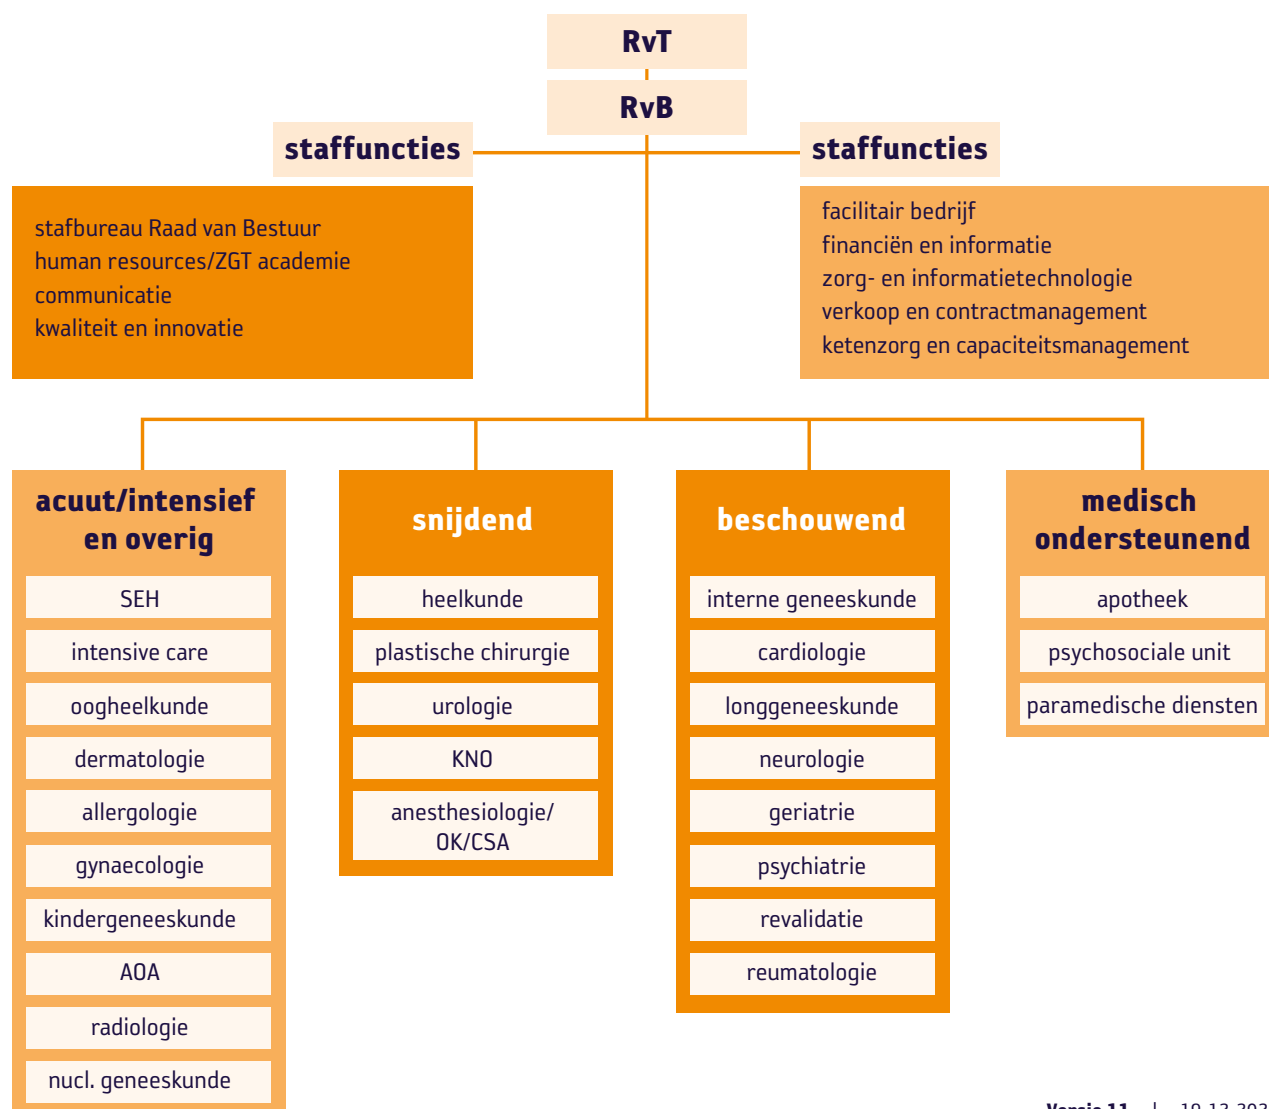 RvT
RvB
staffuncties
staffuncties
stafbureau Raad van Bestuur
human resources/ZGT academie
communicatie
kwaliteit en innovatie
facilitair bedrijf
financiën en informatie
zorg- en informatietechnologie
verkoop en contractmanagement
ketenzorg en capaciteitsmanagement
acuut/intensief
en overig
SEH
intensive care
oogheelkunde
dermatologie
allergologie
gynaecologie
kindergeneeskunde
AOA
radiologie
nucl. geneeskunde
snijdend
heelkunde
plastische chirurgie
urologie
KNO
anesthesiologie/
OK/CSA
beschouwend
interne geneeskunde
cardiologie
longgeneeskunde
neurologie
geriatrie
psychiatrie
revalidatie
reumatologie
medisch
ondersteunend
apotheek
psychosociale unit
paramedische diensten
Versie 11 |